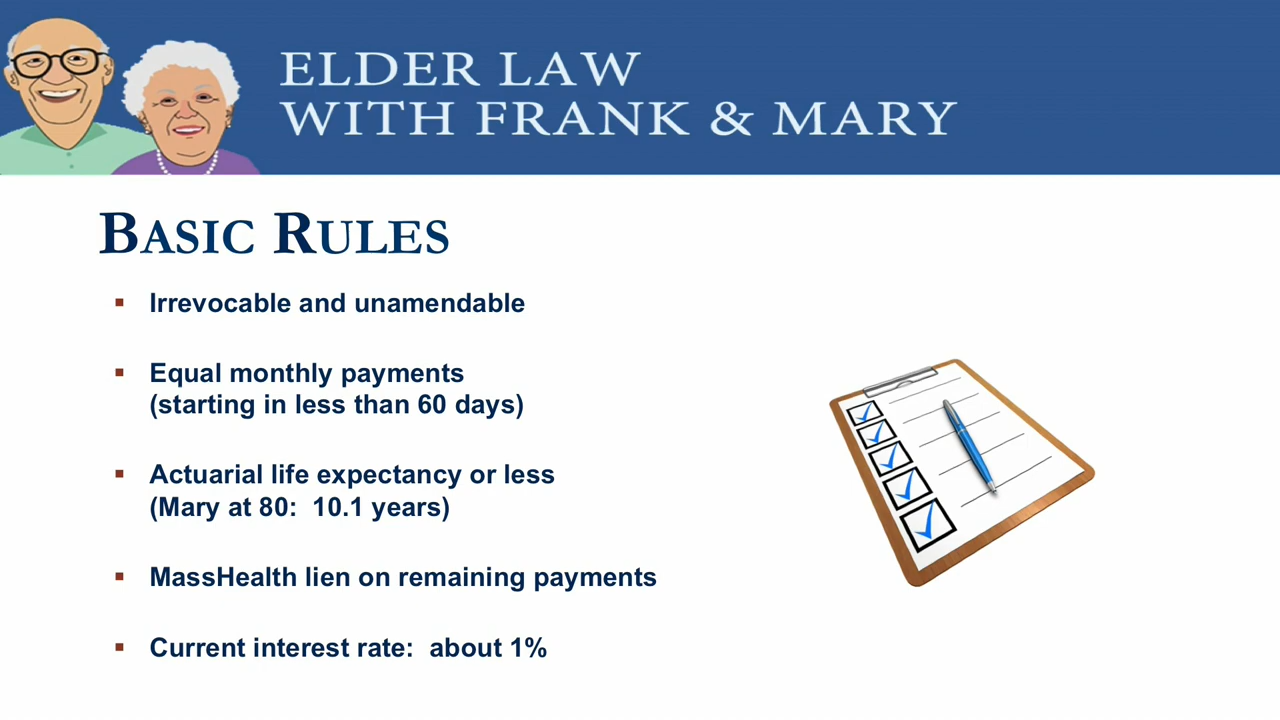 ELDER LAW
WITH FRANK & MARY
BASIC RULES
▪ Irrevocable and unamendable
▪ Equal monthly payments
(starting in less than 60 days)
▪ Actuarial life expectancy or less
(Mary at 80:  10.1 years)
▪ MassHealth lien on remaining payments
▪ Current interest rate:  about 1%